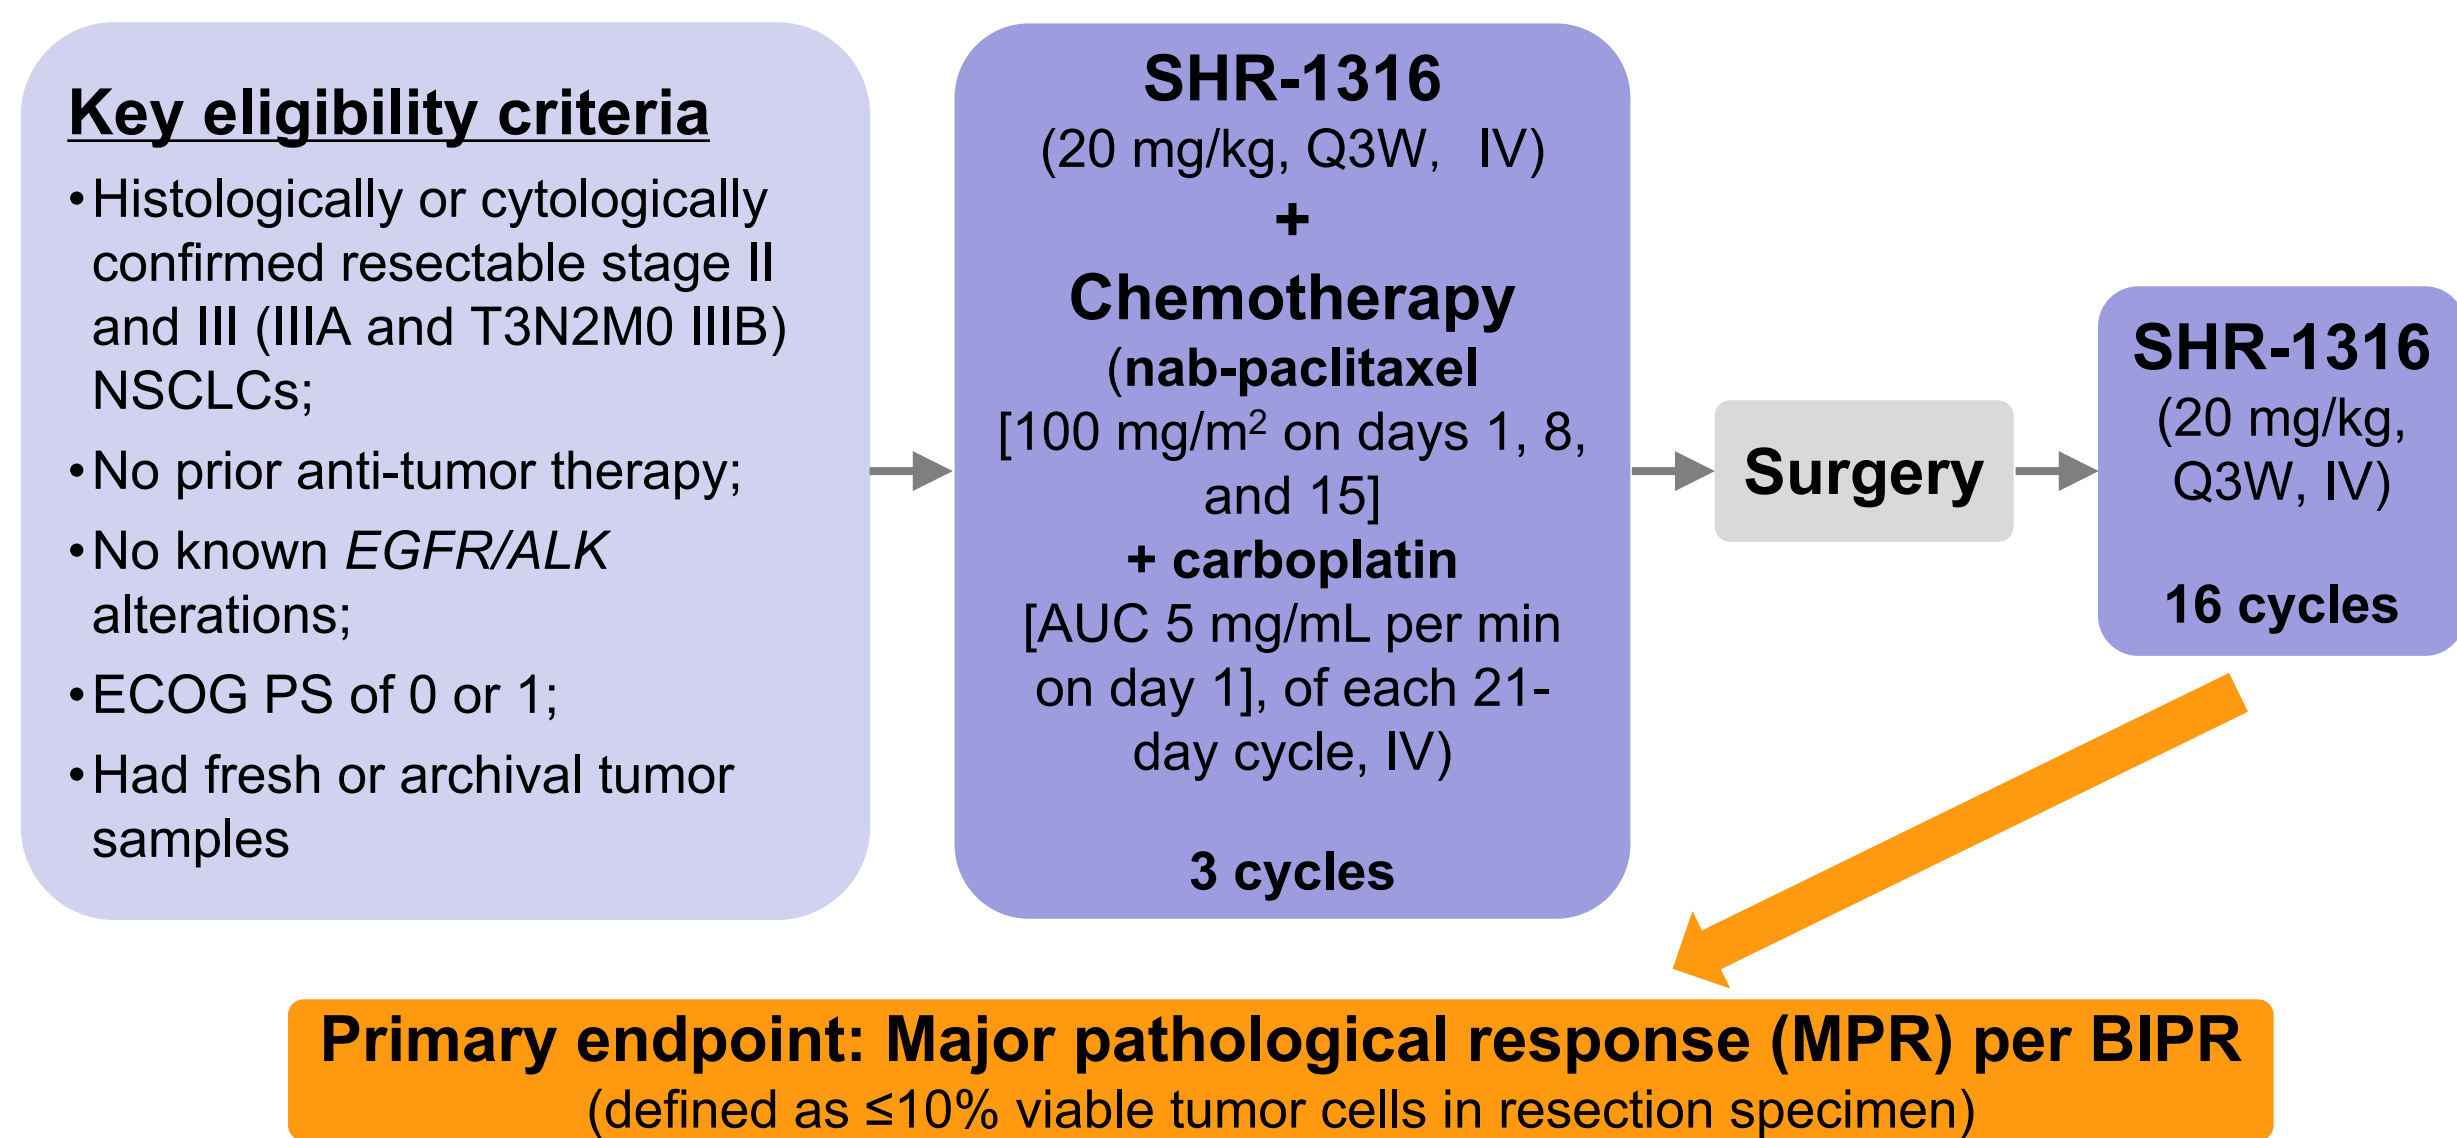 Key eligibility criteria
•Histologically or cytologically
confirmed resectable stage II
and III (IIIA and T3N2M0 IIIB)
NSCLCs;
•No prior anti-tumor therapy;
•No known EGFR/ALK
alterations;
•ECOG PS of 0 or 1;
•Had fresh or archival tumor
samples
SHR-1316
(20 mg/kg, Q3W, IV)
+
Chemotherapy
(nab-paclitaxel
[100 mg/m² on days 1, 8,
and 15]
+ carboplatin
[AUC 5 mg/mL per min
on day 1], of each 21-
day cycle, IV)
3 cycles
Surgery
SHR-1316
(20 mg/kg,
Q3W, IV)
16 cycles
Primary endpoint: Major pathological response (MPR) per BIPR
(defined as ≤10% viable tumor cells in resection specimen)